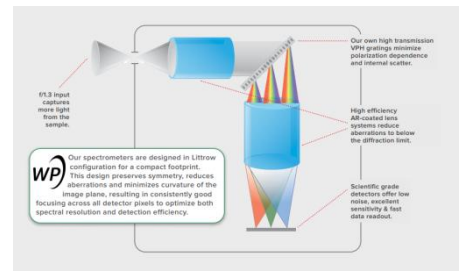 Our own high transmission
VPH gratings minimize
polarization dependence
and internal scatter.
f/1.3 input
captures
more light
from the
sample.
High efficiency
AR-coated lens
systems reduce
aberrations to below
the diffraction limit.
WP
Our spectrometers are designed in Littrow
configuration for a compact footprint.
This design preserves symmetry, reduces
aberrations and minimizes curvature of the
image plane, resulting in consistently good
focusing across all detector pixels to optimize both
spectral resolution and detection efficiency.
Scientific grade
detectors offer low
noise, excellent
sensitivity & fast
data readout.